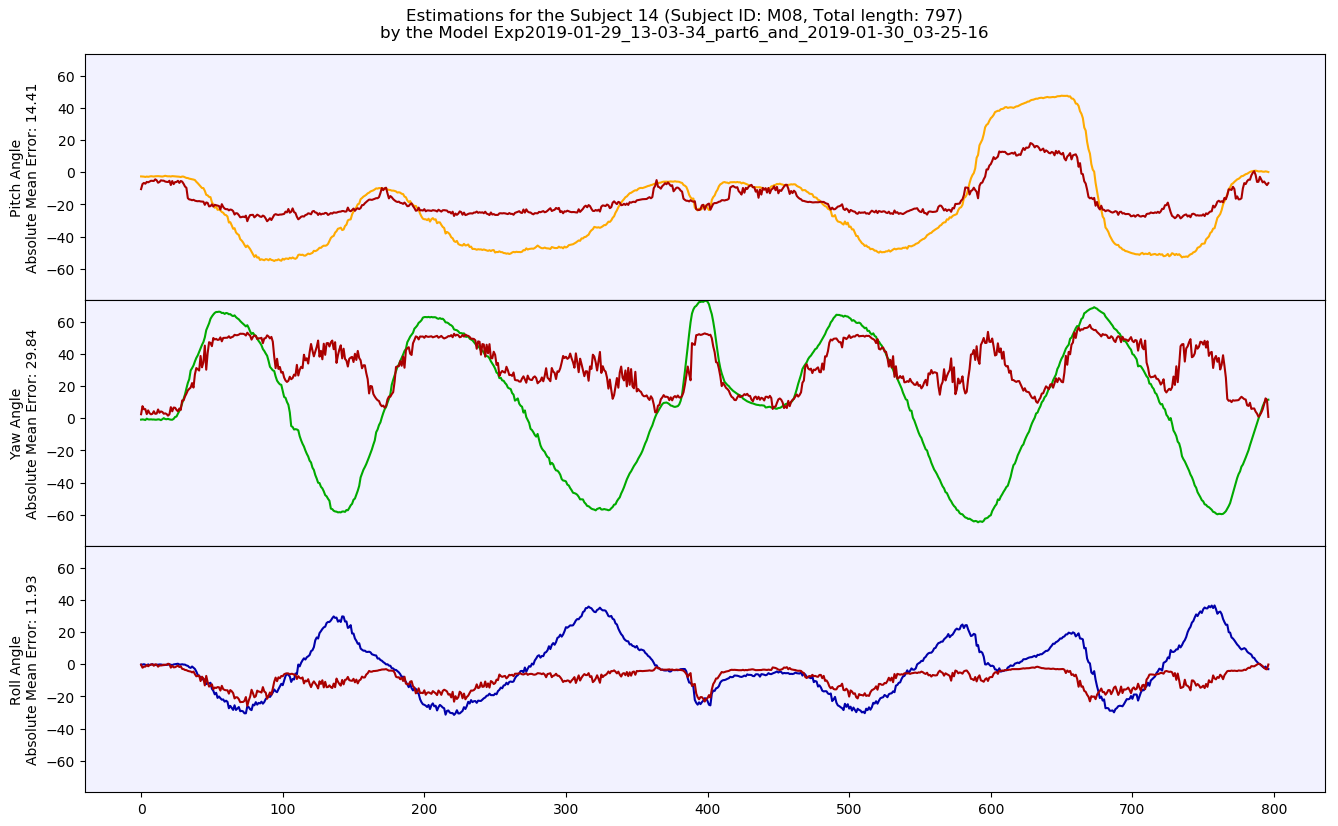 Estimations for the Subject 14 (Subject ID: M08, Total length: 797)
by the Model Exp2019-01-29_13-03-34_part6_and_2019-01-30_03-25-16
Pitch Angle
Absolute Mean Error: 14.41
60
40
20
0
−20
−40
−60
Yaw Angle
Absolute Mean Error: 29.84
60
40
20
0
−20
−40
−60
Roll Angle
Absolute Mean Error: 11.93
60
40
20
0
−20
−40
−60
0 100 200 300 400 500 600 700 800